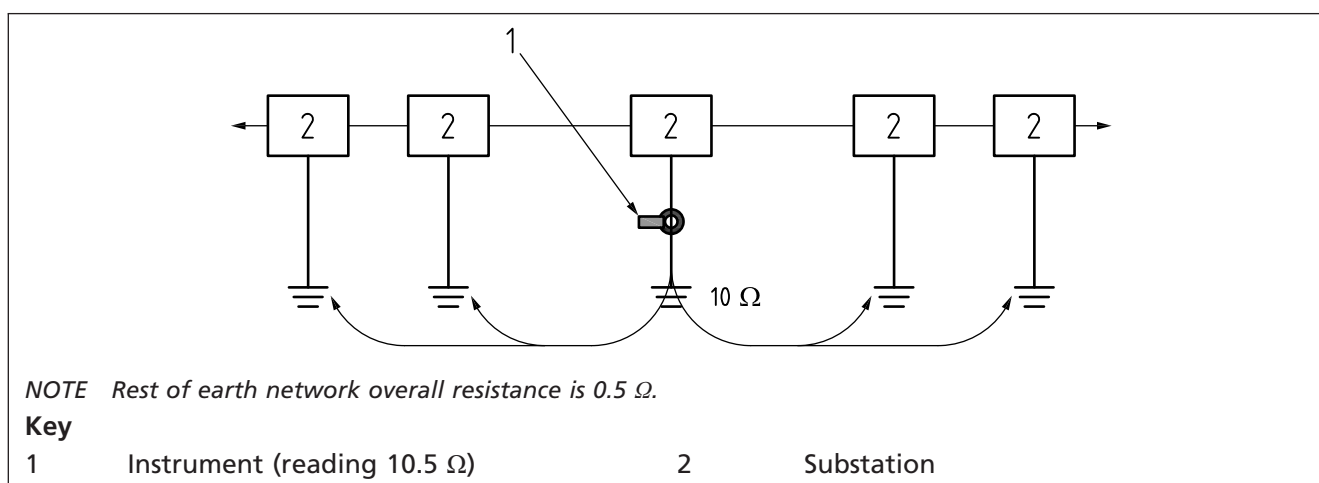 1
2 2 2 2 2
10 Ω
NOTE Rest of earth network overall resistance is 0.5 Ω.
Key
1 Instrument (reading 10.5 Ω) 2 Substation